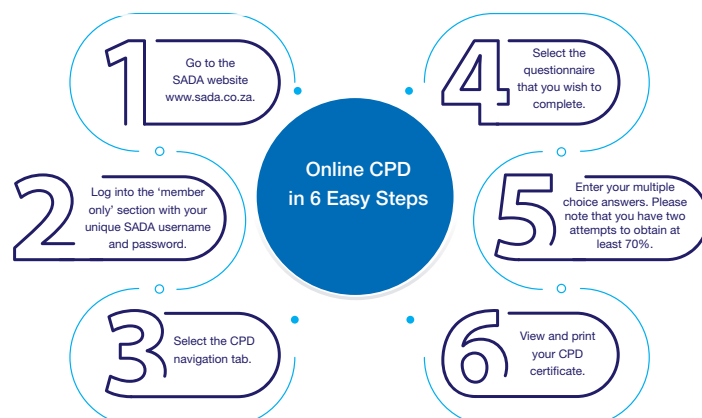 Online CPD
in 6 Easy Steps
1
Go to the
SADA website
www.sada.co.za.
2
Log into the ‘member
only’ section with your
unique SADA username
and password.
3
Select the CPD
navigation tab.
4
Select the
questionnaire
that you wish to
complete.
5
Enter your multiple
choice answers. Please
note that you have two
attempts to obtain at
least 70%.
6
View and print
your CPD
certificate.